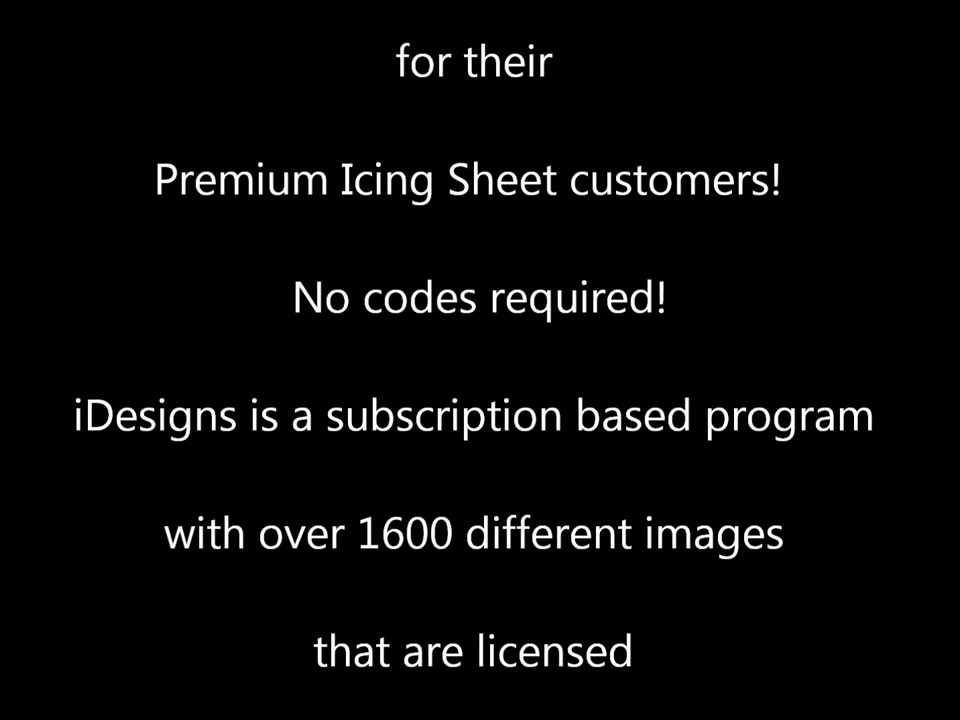 for their
Premium Icing Sheet customers!
No codes required!
iDesigns is a subscription based program
with over 1600 different images
that are licensed